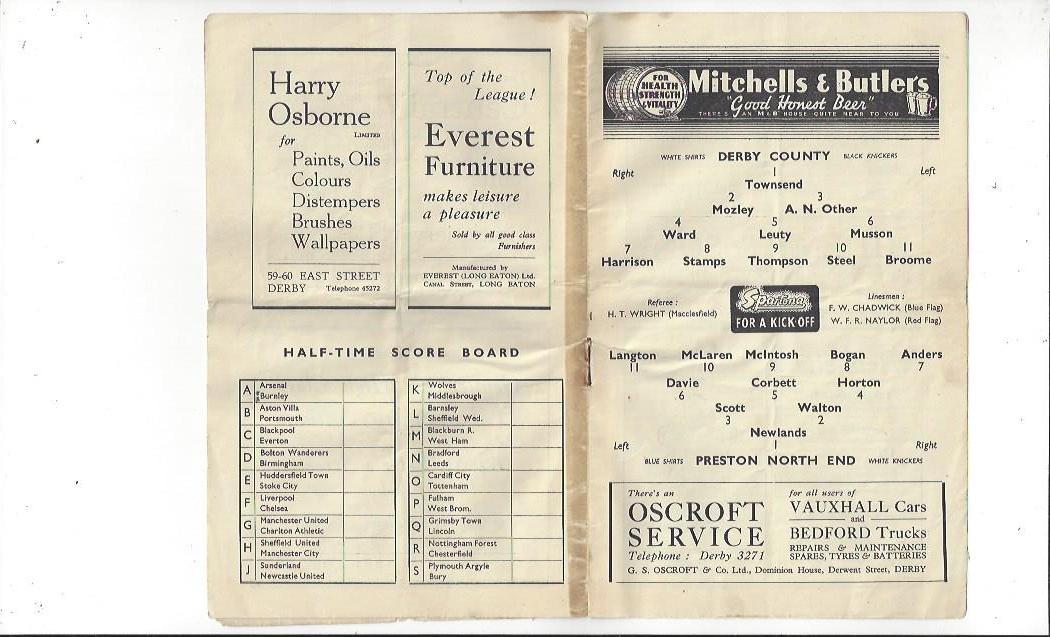 Harry
Osborne
LIMITED
for
Paints, Oils
Colours
Distempers
Brushes
Wallpapers
59-60 EAST STREET
DERBY Telephone 45272
Top of the
League!
Everest
Furniture
makes leisure
a pleasure
Sold by all good class
Furnishers
Manufactured by
EVEREST (LONG EATON) Ltd.
CANAL STREET, LONG EATON
HALF-TIME SCORE BOARD
A Arsenal
Burnley
B Aston Villa
Portsmouth
C Blackpool
Everton
D Bolton Wanderers
Birmingham
E Huddersfield Town
Stoke City
F Liverpool
Chelsea
G Manchester United
Charlton Athletic
H Sheffield United
Manchester City
J Sunderland
Newcastle United
K Wolves
Middlesbrough
L Barnsley
Sheffield Wed.
M Blackburn R.
West Ham
N Bradford
Leeds
O Cardiff City
Tottenham
P Fulham
West Brom.
Q Grimsby Town
Lincoln
R Nottingham Forest
Chesterfield
S Plymouth Argyle
Bury
FOR
HEALTH
STRENGTH
& VITALITY
Mitchells & Butlers
"Good Honest Beer"
THERE'S AN M&B HOUSE QUITE NEAR TO YOU
WHITE SHIRTS DERBY COUNTY BLACK KNICKERS
Right 1 Left
Townsend
2 3
Mozley A. N. Other
4 5 6
Ward Leuty Musson
7 8 9 10 11
Harrison Stamps Thompson Steel Broome
Referee:
H. T. WRIGHT (Macclesfield)
Spartona
FOR A KICK-OFF
Linesmen:
F. W. CHADWICK (Blue Flag)
W. F. R. NAYLOR (Red Flag)
Langton McLaren McIntosh Bogan Anders
11 10 9 8 7
Davie Corbett Horton
6 5 4
Scott Walton
3 2
Newlands
Left 1 Right
BLUE SHIRTS PRESTON NORTH END WHITE KNICKERS
There's an
OSCROFT
SERVICE
Telephone: Derby 3271
for all users of
VAUXHALL Cars
and
BEDFORD Trucks
REPAIRS & MAINTENANCE
SPARES, TYRES & BATTERIES
G. S. OSCROFT & Co. Ltd., Dominion House, Derwent Street, DERBY